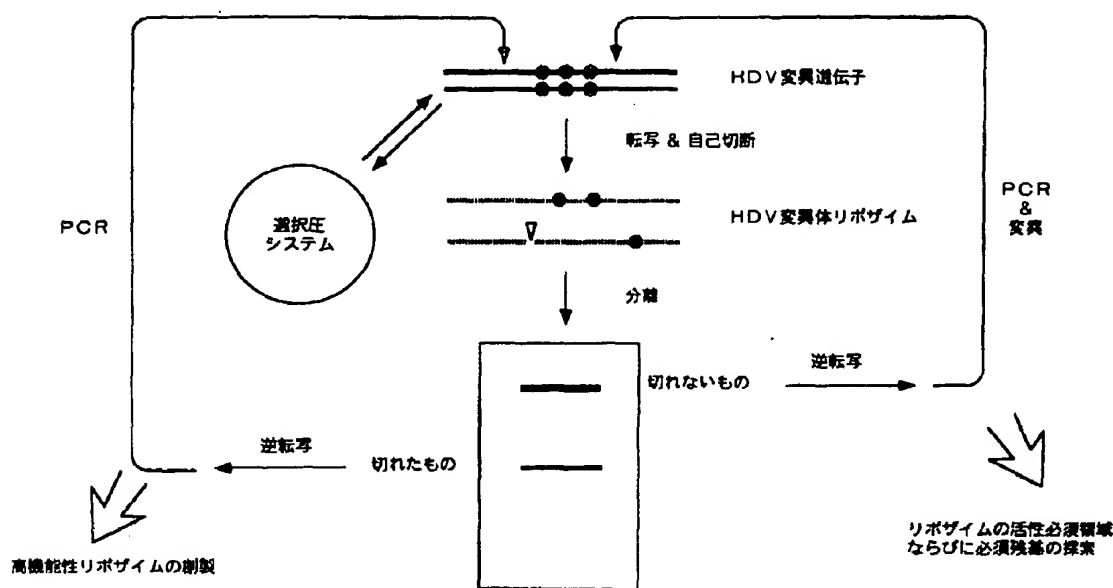 HDV変異遺伝子
転写 & 自己切断
PCR
選択圧
システム
HDV変異体リボザイム
PCR
&
変異
分離
切れないもの
逆転写
逆転写
切れたもの
リボザイムの活性必須領域
ならびに必須残基の探索
高機能性リボザイムの創製